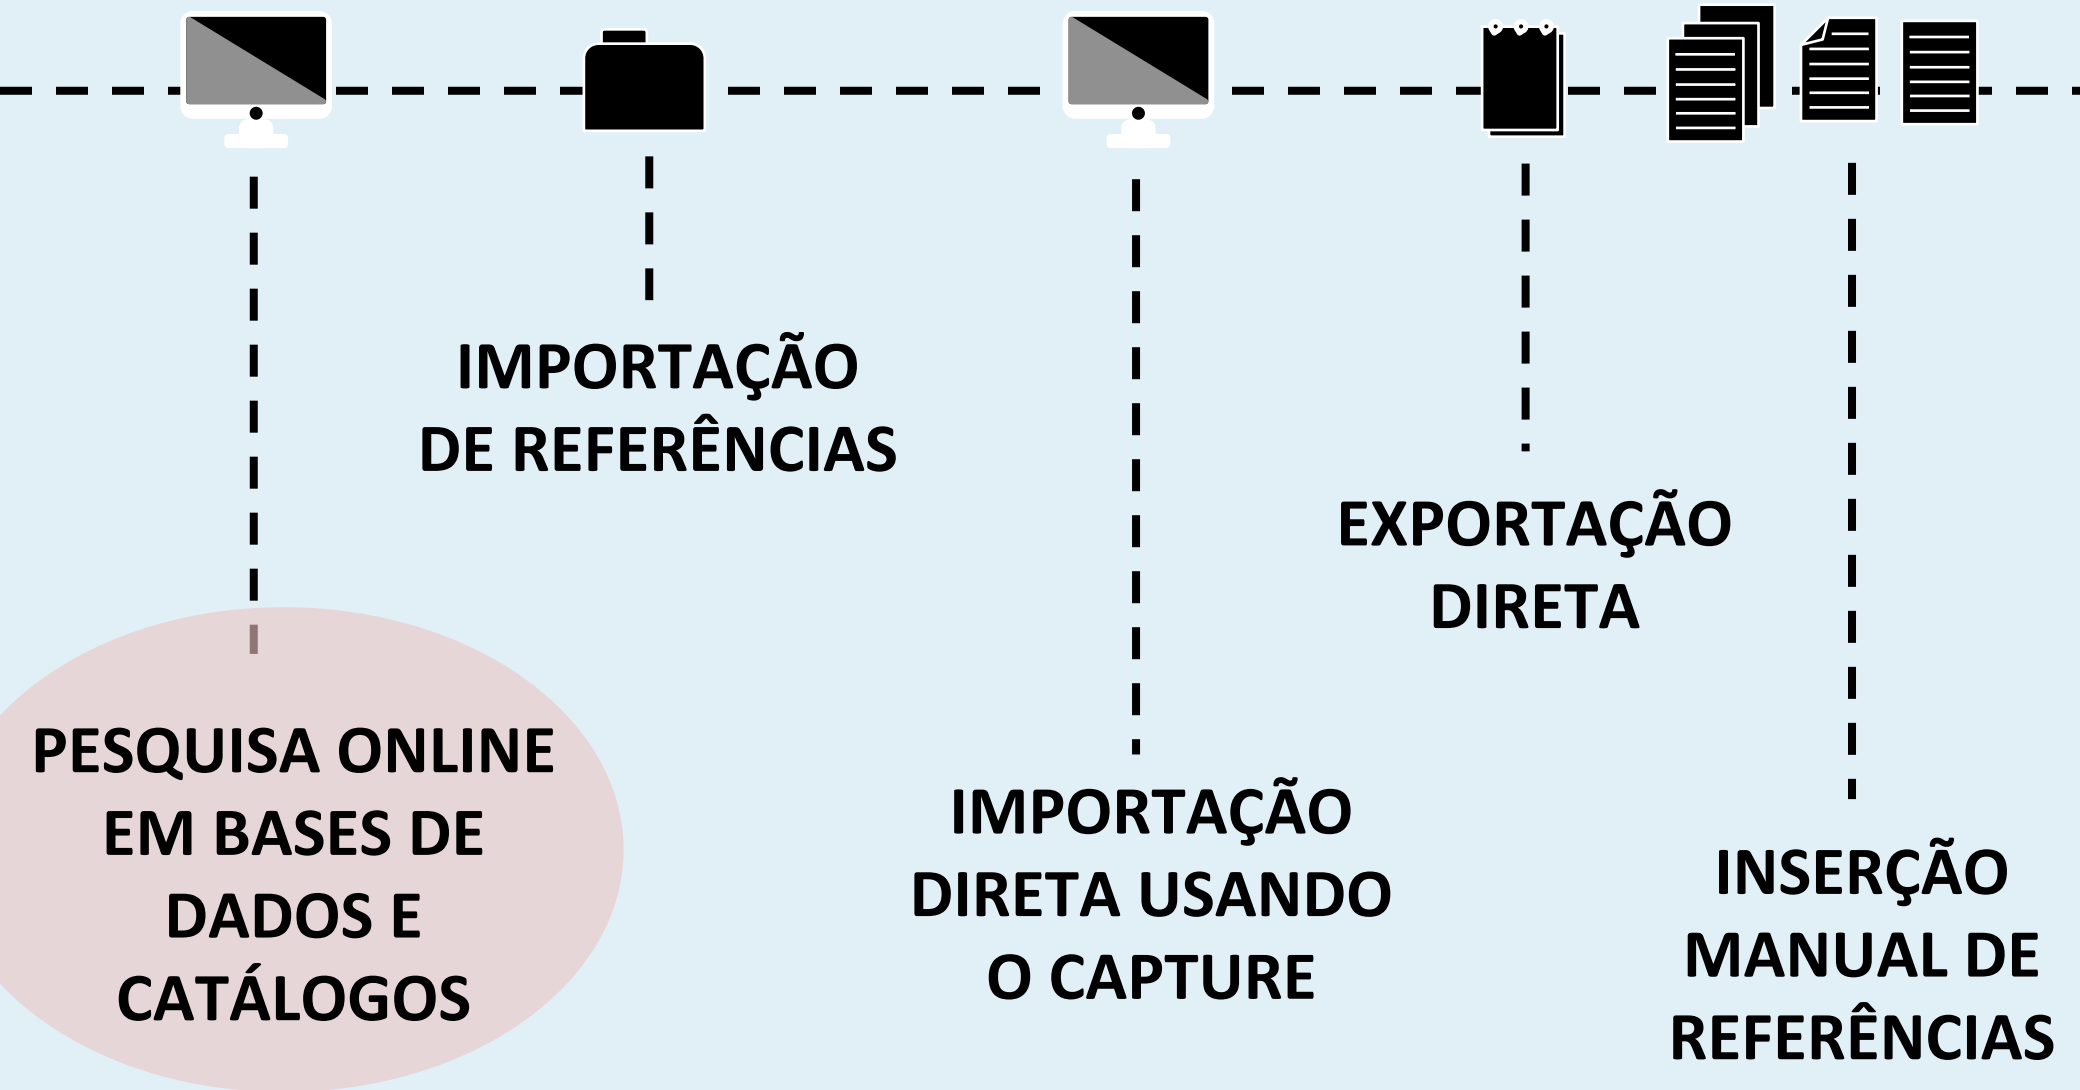 PESQUISA ONLINE
EM BASES DE
DADOS E
CATÁLOGOS
IMPORTAÇÃO
DE REFERÊNCIAS
IMPORTAÇÃO
DIRETA USANDO
O CAPTURE
EXPORTAÇÃO
DIRETA
INSERÇÃO
MANUAL DE
REFERÊNCIAS